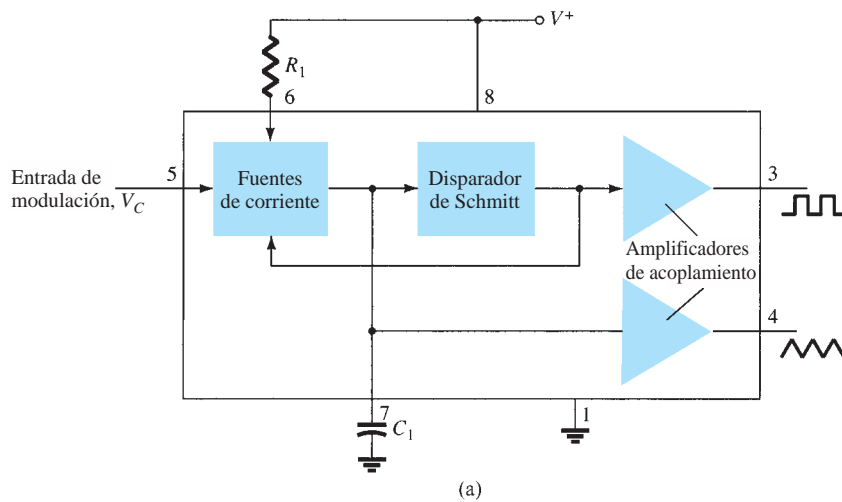 V+
R1
6
8
Entrada de
modulación, VC
5
Fuentes
de corriente
Disparador
de Schmitt
3
Amplificadores
de acoplamiento
4
7
C1
1
(a)